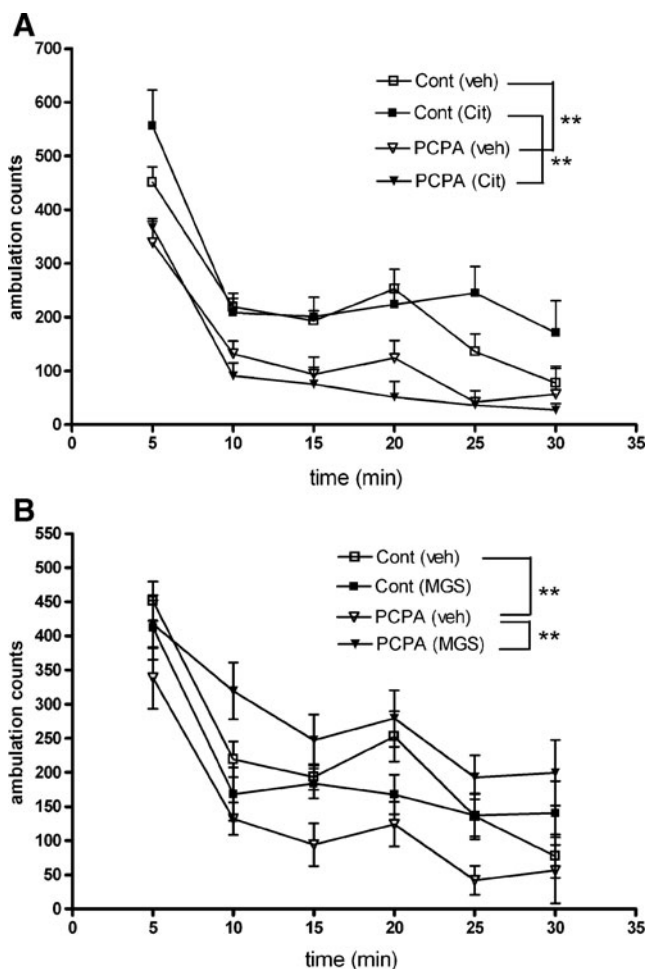 A
700
600
500
400
300
200
100
0
ambulation counts
Cont (veh)
Cont (Cit)
PCPA (veh)
PCPA (Cit)
**
**
0 5 10 15 20 25 30 35
time (min)
B
550
500
450
400
350
300
250
200
150
100
50
0
ambulation counts
Cont (veh)
Cont (MGS)
PCPA (veh)
PCPA (MGS)
**
**
0 5 10 15 20 25 30 35
time (min)